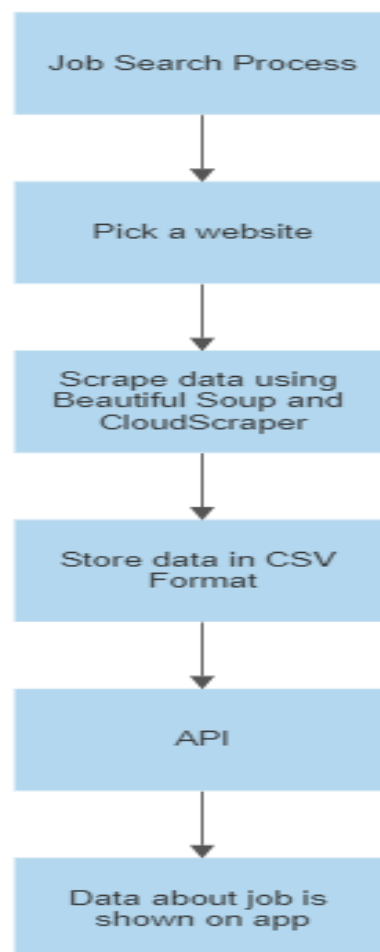 Job Search Process
Pick a website
Scrape data using
Beautiful Soup and
CloudScraper
Store data in CSV
Format
API
Data about job is
shown on app